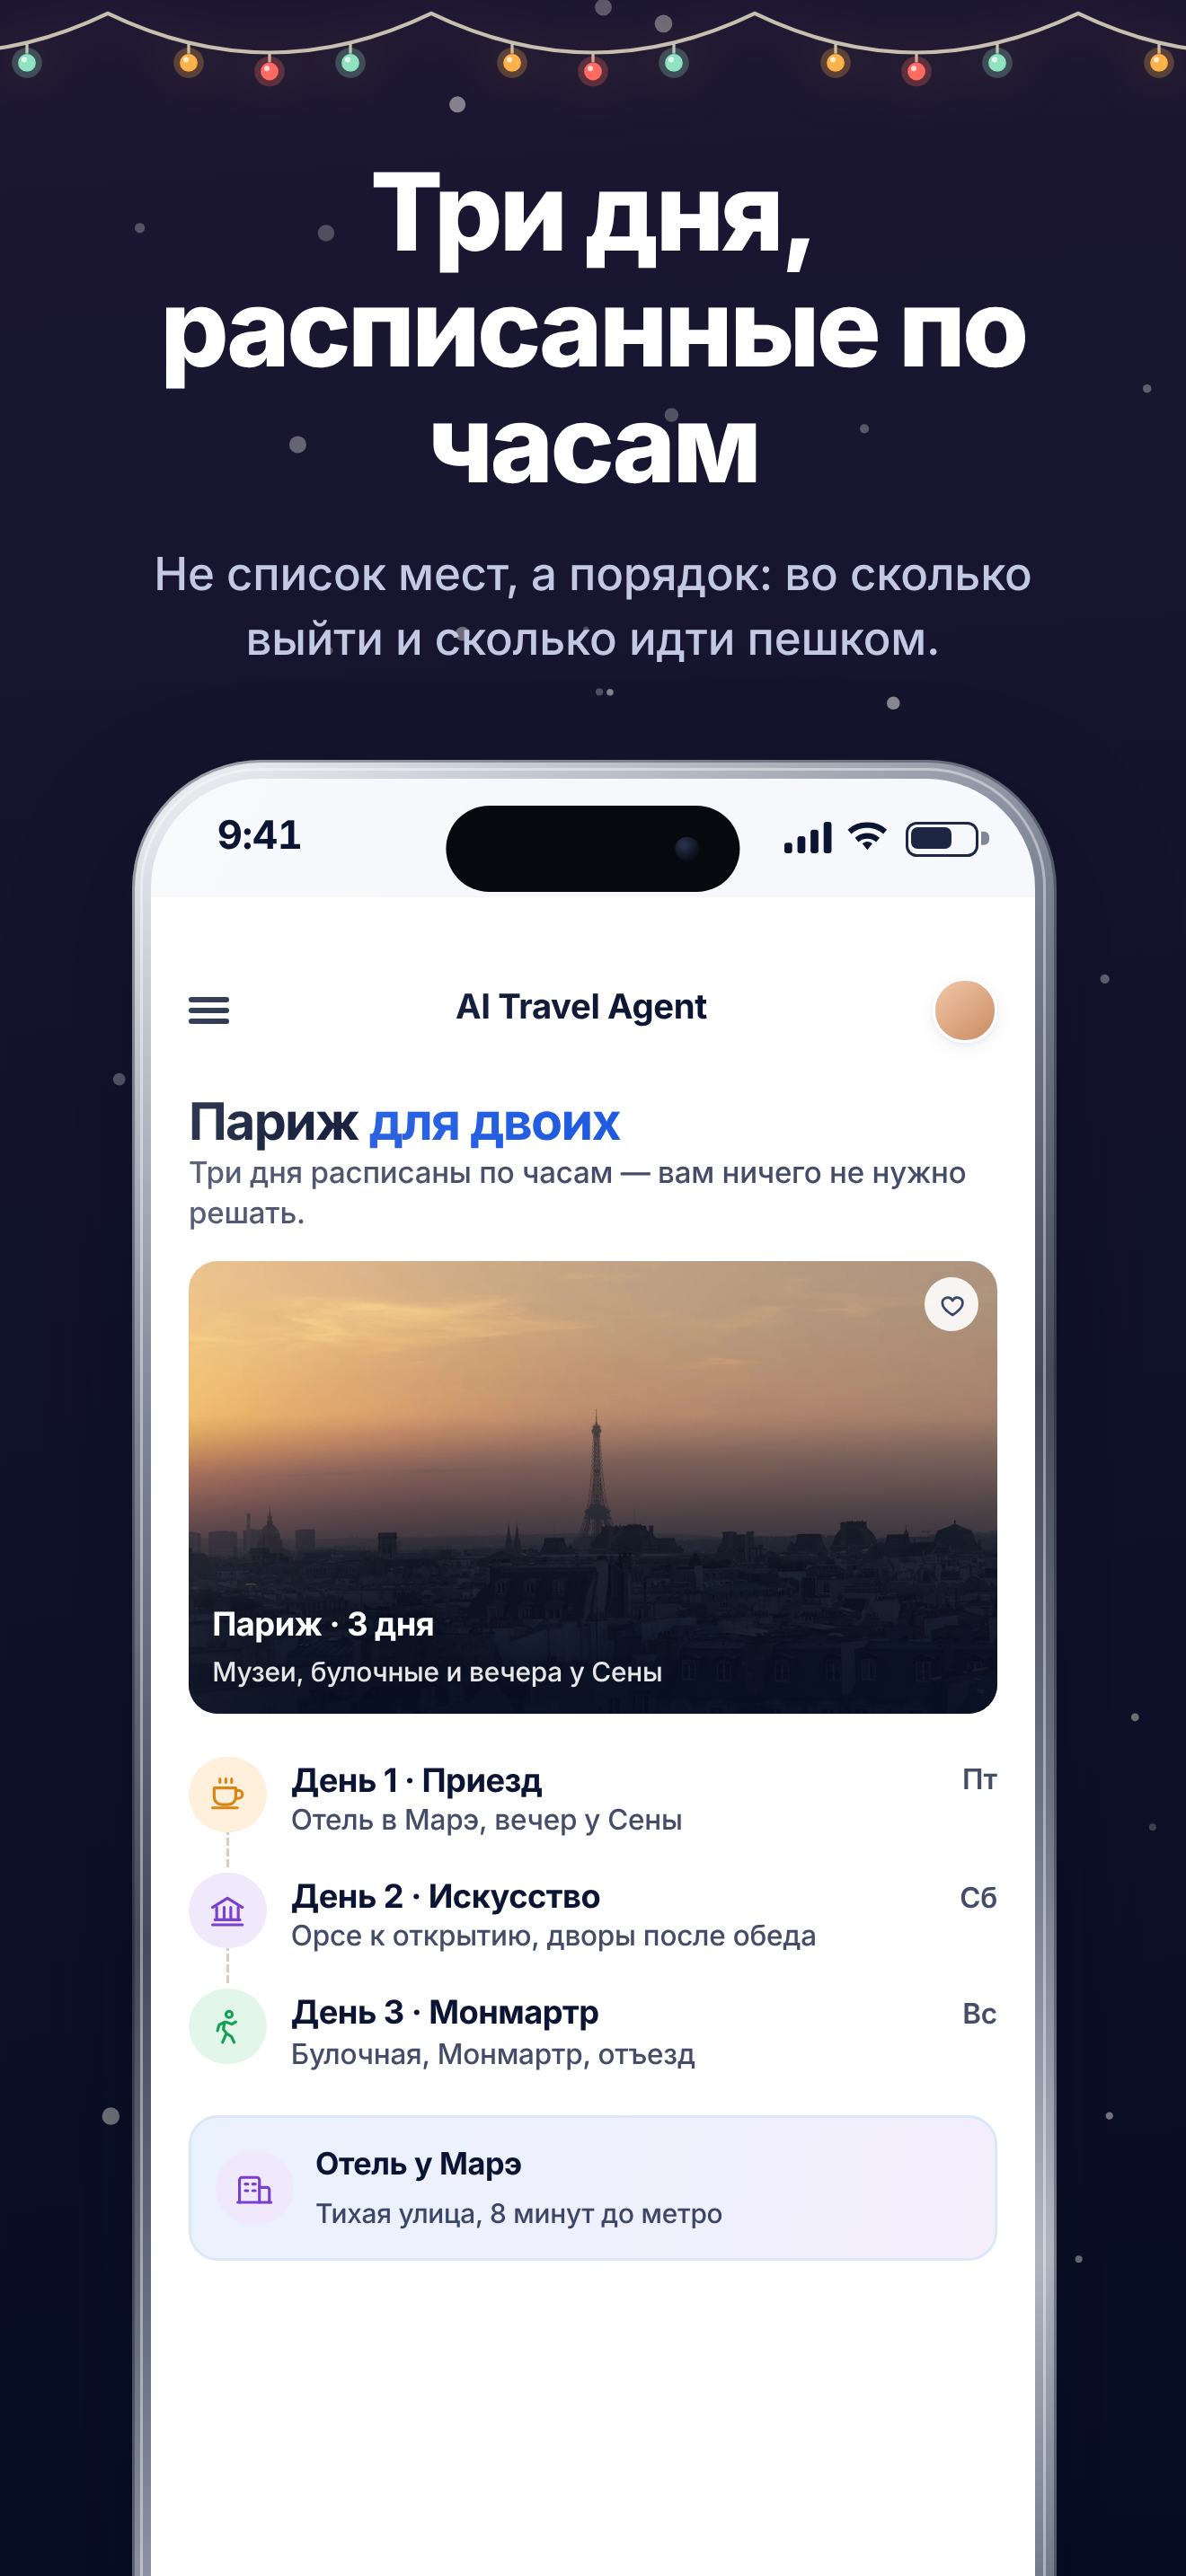 Три дня,
расписанные по
часам
Не список мест, а порядок: во сколько
выйти и сколько идти пешком.
9:41
AI Travel Agent
Париж для двоих
Три дня расписаны по часам — вам ничего не нужно
решать.
Париж · 3 дня
Музеи, булочные и вечера у Сены
День 1 · Приезд
Пт
Отель в Марэ, вечер у Сены
День 2 · Искусство
Сб
Орсе к открытию, дворы после обеда
День 3 · Монмартр
Вс
Булочная, Монмартр, отъезд
Отель у Марэ
Тихая улица, 8 минут до метро